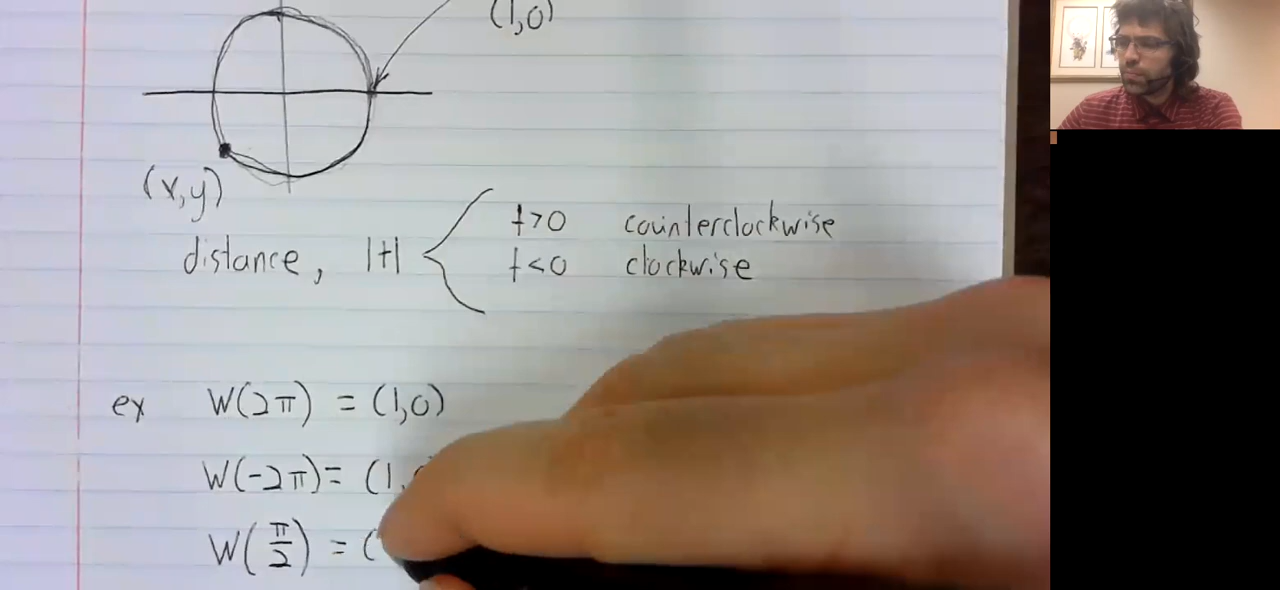 (1,0)
(x,y)
t>0 counterclockwise
distance, |t|
t<0 clockwise
ex W(2π) = (1,0)
W(-2π) = (1,
W(π/2) = (